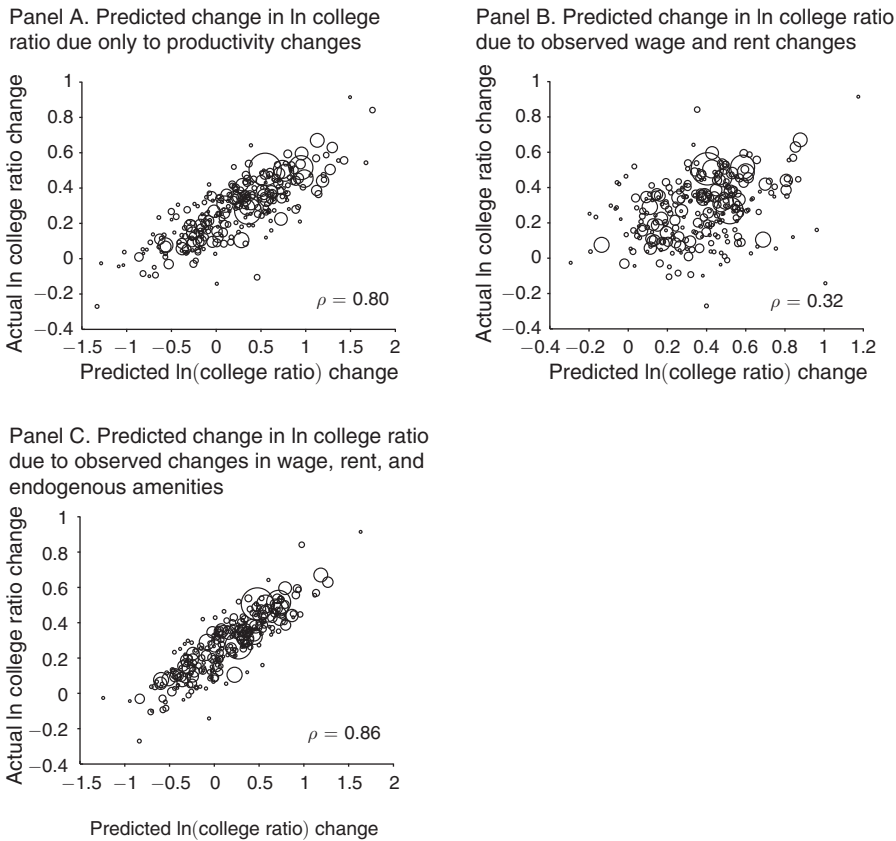 Panel A. Predicted change in ln college
ratio due only to productivity changes
Actual ln college ratio change
1
0.8
0.6
0.4
0.2
0
−0.2
−0.4
ρ = 0.80
−1.5 −1 −0.5 0 0.5 1 1.5 2
Predicted ln(college ratio) change
Panel B. Predicted change in ln college ratio
due to observed wage and rent changes
Actual ln college ratio change
1
0.8
0.6
0.4
0.2
0
−0.2
−0.4
ρ = 0.32
−0.4 −0.2 0 0.2 0.4 0.6 0.8 1 1.2
Predicted ln(college ratio) change
Panel C. Predicted change in ln college ratio
due to observed changes in wage, rent, and
endogenous amenities
Actual ln college ratio change
1
0.8
0.6
0.4
0.2
0
−0.2
−0.4
ρ = 0.86
−1.5 −1 −0.5 0 0.5 1 1.5 2
Predicted ln(college ratio) change